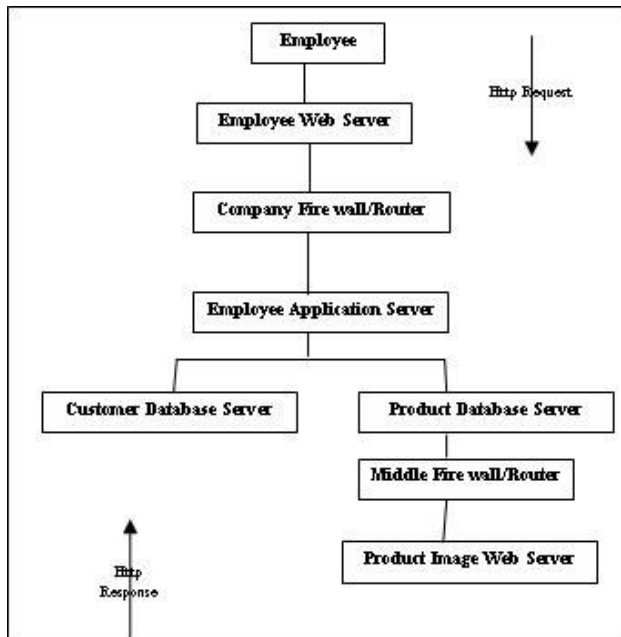 Employee
Http Request
Employee Web Server
Company Fire wall/Router
Employee Application Server
Customer Database Server
Product Database Server
Middle Fire wall/Router
Product Image Web Server
Http
Response